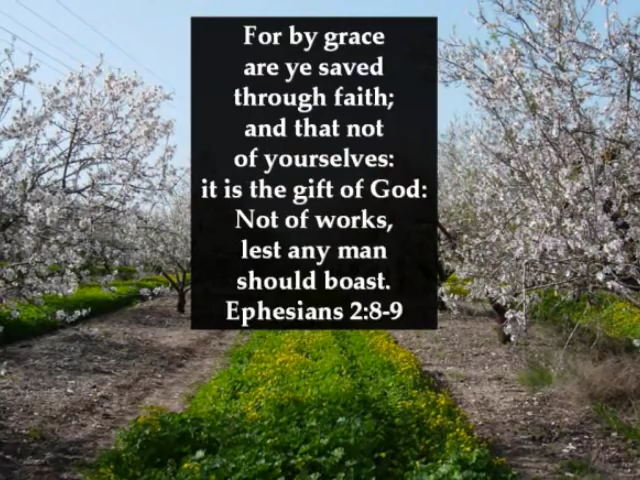 For by grace
are ye saved
through faith;
and that not
of yourselves:
it is the gift of God:
Not of works,
lest any man
should boast.
Ephesians 2:8-9